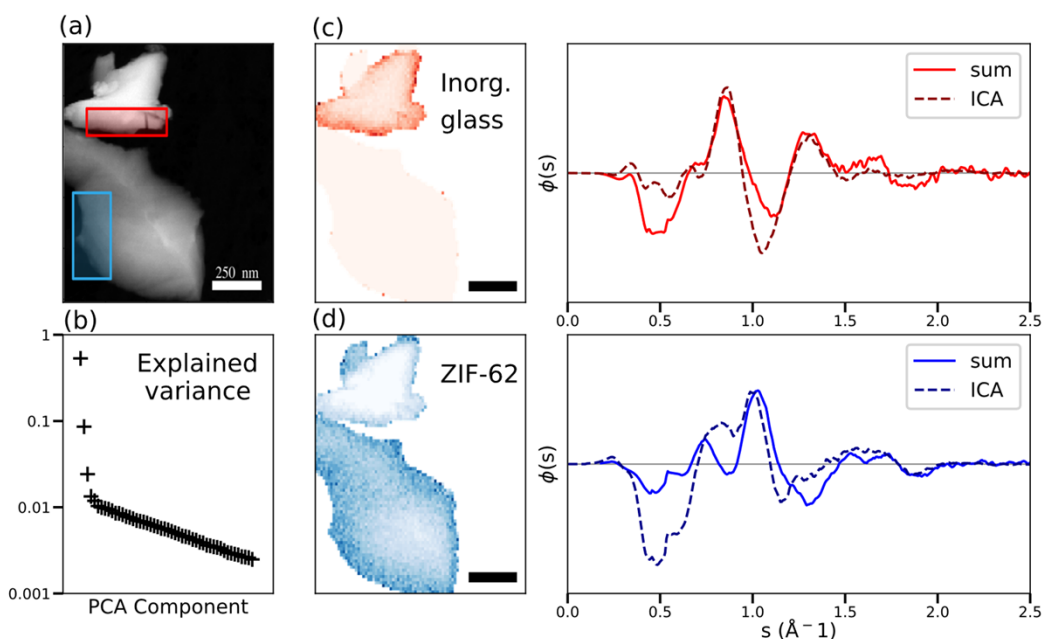 (a)
250 nm
(b)
1
0.1
0.01
0.001
Explained
variance
PCA Component
(c)
Inorg.
glass
(d)
ZIF-62
sum
ICA
ϕ(s)
0.0 0.5 1.0 1.5 2.0 2.5
sum
ICA
ϕ(s)
0.0 0.5 1.0 1.5 2.0 2.5
s (Å⁻1)